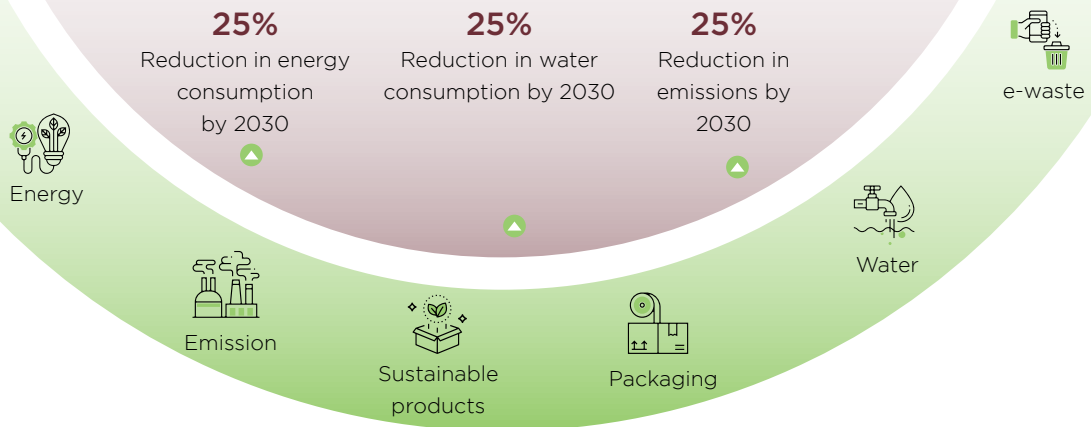 25%
Reduction in energy
consumption
by 2030
25%
Reduction in water
consumption by 2030
25%
Reduction in
emissions by
2030
e-waste
Energy
Water
Emission
Sustainable
products
Packaging